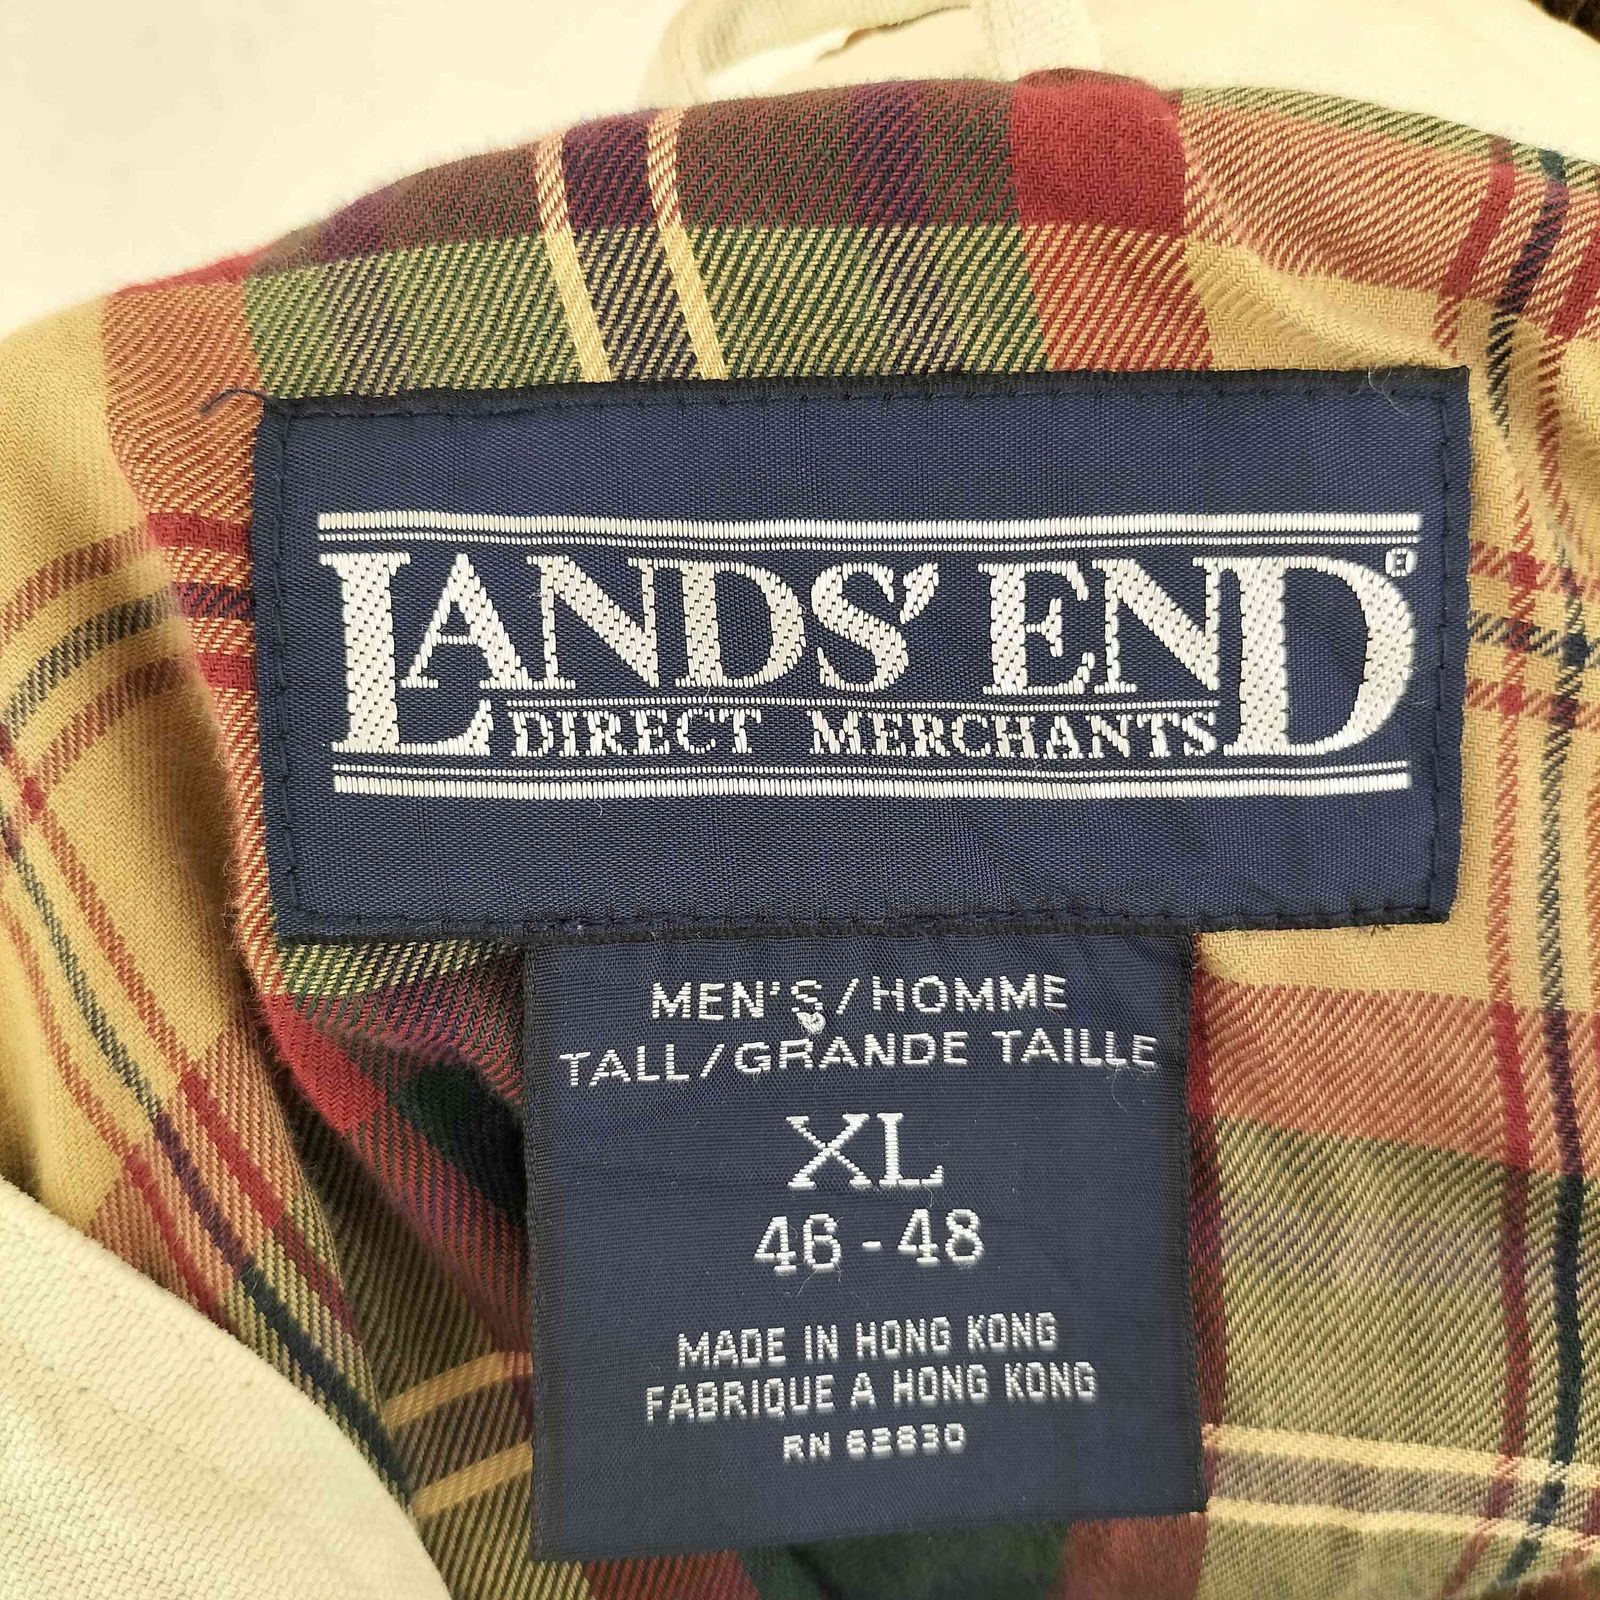 LANDS' END®
DIRECT MERCHANTS
MEN'S/HOMME
TALL/GRANDE TAILLE
XL
46-48
MADE IN HONG KONG
FABRIQUE A HONG KONG
RN 62830